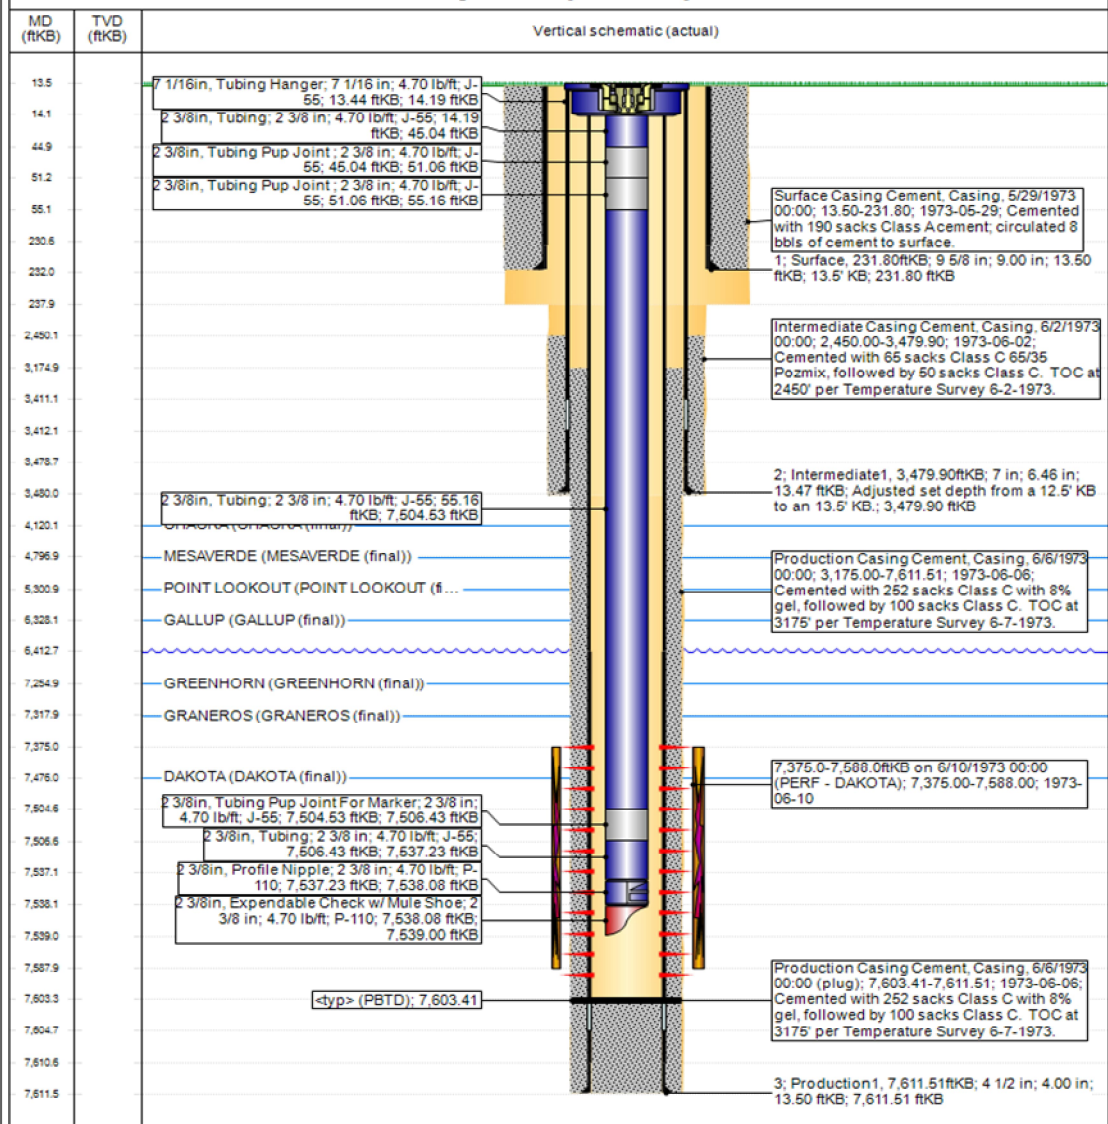 MD
(ftKB)
TVD
(ftKB)
Vertical schematic (actual)
13.5
14.1
44.9
51.2
55.1
230.6
232.0
237.9
2,450.1
3,174.9
3,411.1
3,412.1
3,478.7
3,480.0
4,120.1
4,796.9
5,300.9
6,328.1
6,412.7
7,254.9
7,317.9
7,375.0
7,476.0
7,504.6
7,506.6
7,537.1
7,538.1
7,539.0
7,587.9
7,603.3
7,604.7
7,610.6
7,611.5
7 1/16in, Tubing Hanger; 7 1/16 in; 4.70 lb/ft; J-
55; 13.44 ftKB; 14.19 ftKB
2 3/8in, Tubing; 2 3/8 in; 4.70 lb/ft; J-55; 14.19
ftKB; 45.04 ftKB
2 3/8in, Tubing Pup Joint ; 2 3/8 in; 4.70 lb/ft; J-
55; 45.04 ftKB; 51.06 ftKB
2 3/8in, Tubing Pup Joint ; 2 3/8 in; 4.70 lb/ft; J-
55; 51.06 ftKB; 55.16 ftKB
Surface Casing Cement, Casing, 5/29/1973
00:00; 13.50-231.80; 1973-05-29; Cemented
with 190 sacks Class Acement; circulated 8
bbls of cement to surface.
1; Surface, 231.80ftKB; 9 5/8 in; 9.00 in; 13.50
ftKB; 13.5' KB; 231.80 ftKB
Intermediate Casing Cement, Casing, 6/2/1973
00:00; 2,450.00-3,479.90; 1973-06-02;
Cemented with 65 sacks Class C 65/35
Pozmix, followed by 50 sacks Class C. TOC at
2450' per Temperature Survey 6-2-1973.
2; Intermediate1, 3,479.90ftKB; 7 in; 6.46 in;
13.47 ftKB; Adjusted set depth from a 12.5' KB
to an 13.5' KB.; 3,479.90 ftKB
2 3/8in, Tubing; 2 3/8 in; 4.70 lb/ft; J-55; 55.16
ftKB; 7,504.53 ftKB
MESAVERDE (MESAVERDE (final))
POINT LOOKOUT (POINT LOOKOUT (fi...
GALLUP (GALLUP (final))
Production Casing Cement, Casing, 6/6/1973
00:00; 3,175.00-7,611.51; 1973-06-06;
Cemented with 252 sacks Class C with 8%
gel, followed by 100 sacks Class C. TOC at
3175' per Temperature Survey 6-7-1973.
GREENHORN (GREENHORN (final))
GRANEROS (GRANEROS (final))
DAKOTA (DAKOTA (final))
7,375.0-7,588.0ftKB on 6/10/1973 00:00
(PERF - DAKOTA); 7,375.00-7,588.00; 1973-
06-10
2 3/8in, Tubing Pup Joint For Marker; 2 3/8 in;
4.70 lb/ft; J-55; 7,504.53 ftKB; 7,506.43 ftKB
2 3/8in, Tubing; 2 3/8 in; 4.70 lb/ft; J-55;
7,506.43 ftKB; 7,537.23 ftKB
2 3/8in, Profile Nipple; 2 3/8 in; 4.70 lb/ft; P-
110; 7,537.23 ftKB; 7,538.08 ftKB
2 3/8in, Expendable Check w/ Mule Shoe; 2
3/8 in; 4.70 lb/ft; P-110; 7,538.08 ftKB;
7,539.00 ftKB
<typ> (PBTD); 7,603.41
Production Casing Cement, Casing, 6/6/1973
00:00 (plug); 7,603.41-7,611.51; 1973-06-06;
Cemented with 252 sacks Class C with 8%
gel, followed by 100 sacks Class C. TOC at
3175' per Temperature Survey 6-7-1973.
3; Production1, 7,611.51ftKB; 4 1/2 in; 4.00 in;
13.50 ftKB; 7,611.51 ftKB